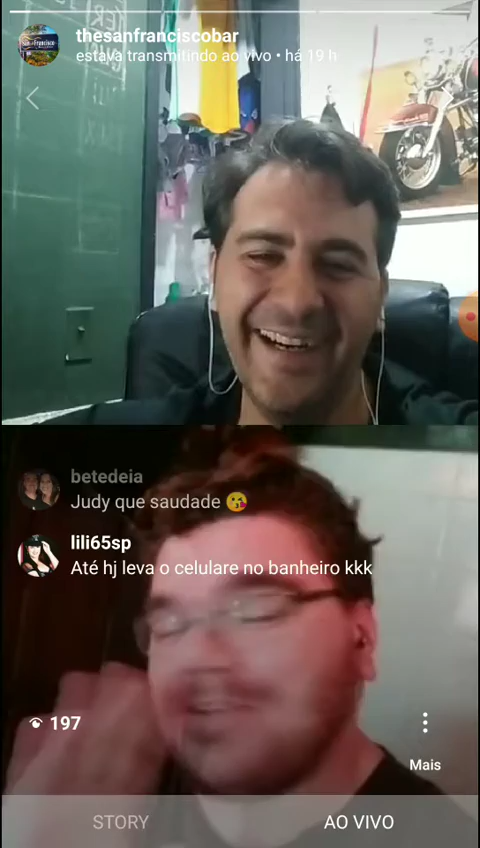 thesanfranciscobar
estava transmitindo ao vivo • há 19 h
betedeia
Judy que saudade 😘
lili65sp
Até hj leva o celulare no banheiro kkk
197
Mais
STORY
AO VIVO